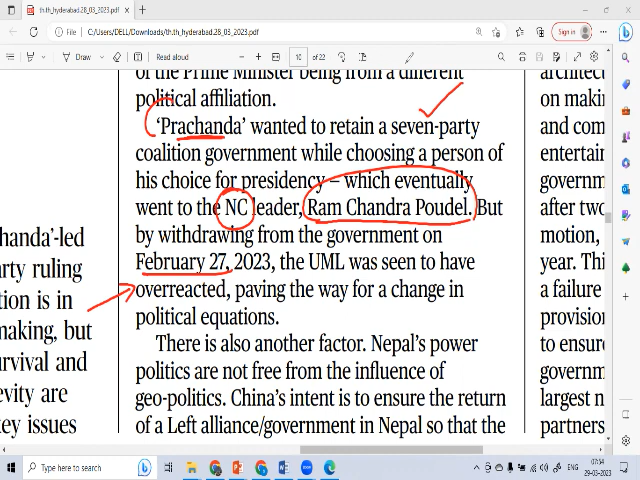 th.th_hyderabad.28_03_2023.pdf
File
C:/Users/DELL/Downloads/th.th_hyderabad.28_03_2023.pdf
Sign in
Draw
Read aloud
10 of 22
of the Prime Minister being from a different
political affiliation.
'Prachanda' wanted to retain a seven-party
coalition government while choosing a person of
his choice for presidency – which eventually
went to the NC leader, Ram Chandra Poudel. But
by withdrawing from the government on
February 27, 2023, the UML was seen to have
overreacted, paving the way for a change in
political equations.
There is also another factor. Nepal's power
politics are not free from the influence of
geo-politics. China's intent is to ensure the return
of a Left alliance/government in Nepal so that the
handa'-led
arty ruling
tion is in
making, but
urvival and
evity are
key issues
architect
on makin
and com
entertain
governm
after two
motion,
year. Thi
a failure
provision
to ensure
governm
largest n
partners
Type here to search
ENG
07:54
29-03-2023